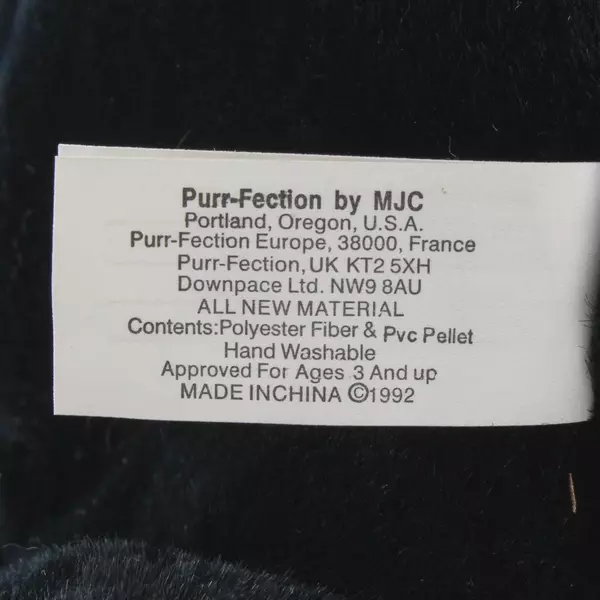 Purr-Fection by MJC
Portland, Oregon, U.S.A.
Purr-Fection Europe, 38000, France
Purr-Fection, UK KT2 5XH
Downpace Ltd. NW9 8AU
ALL NEW MATERIAL
Contents:Polyester Fiber & Pvc Pellet
Hand Washable
Approved For Ages 3 And up
MADE INCHINA ©1992